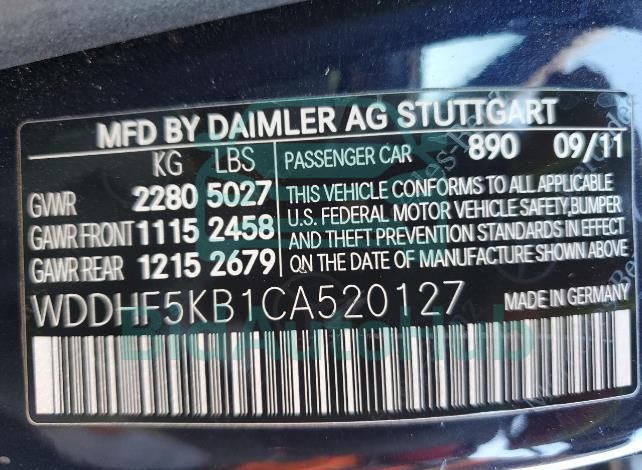 MFD BY DAIMLER AG STUTTGART
KG LBS PASSENGER CAR 890 09/11
GVWR 2280 5027
GAWR FRONT 1115 2458
GAWR REAR 1215 2679
THIS VEHICLE CONFORMS TO ALL APPLICABLE
U.S. FEDERAL MOTOR VEHICLE SAFETY,BUMPER
AND THEFT PREVENTION STANDARDS IN EFFECT
ON THE DATE OF MANUFACTURE SHOWN ABOVE
WDDHF5KB1CA520127 MADE IN GERMANY
BidAutoHub